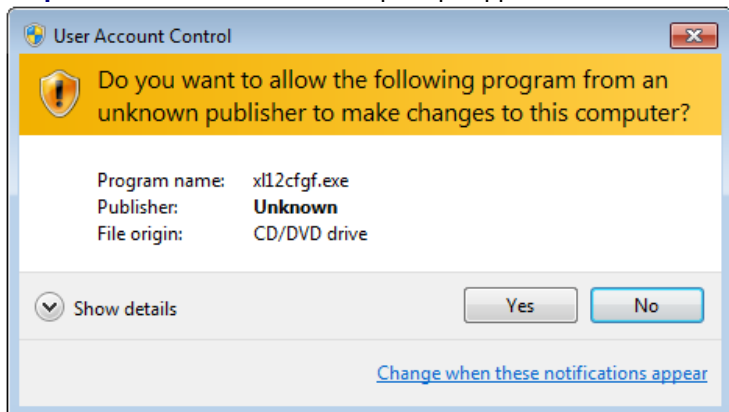 User Account Control
Do you want to allow the following program from an
unknown publisher to make changes to this computer?
Program name: xl12cfgf.exe
Publisher: Unknown
File origin: CD/DVD drive
Show details
Yes
No
Change when these notifications appear